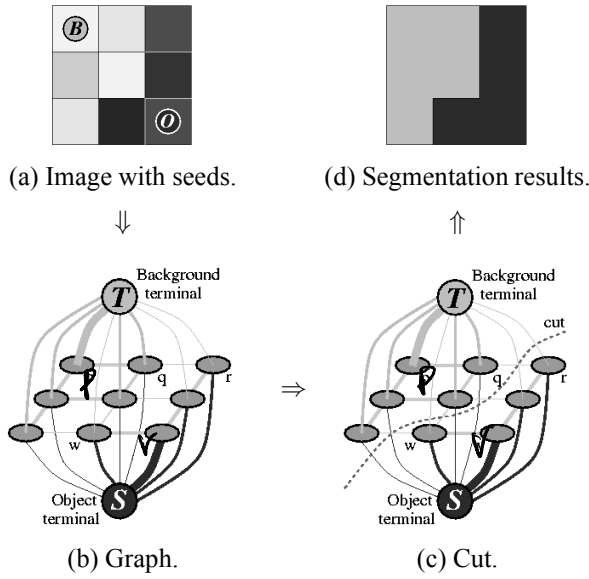 B
O
(a) Image with seeds.
(d) Segmentation results.
⇓
⇑
T
Background
terminal
p
q
r
w
v
Object
terminal
S
⇒
T
Background
terminal
cut
p
q
r
w
v
Object
terminal
S
(b) Graph.
(c) Cut.